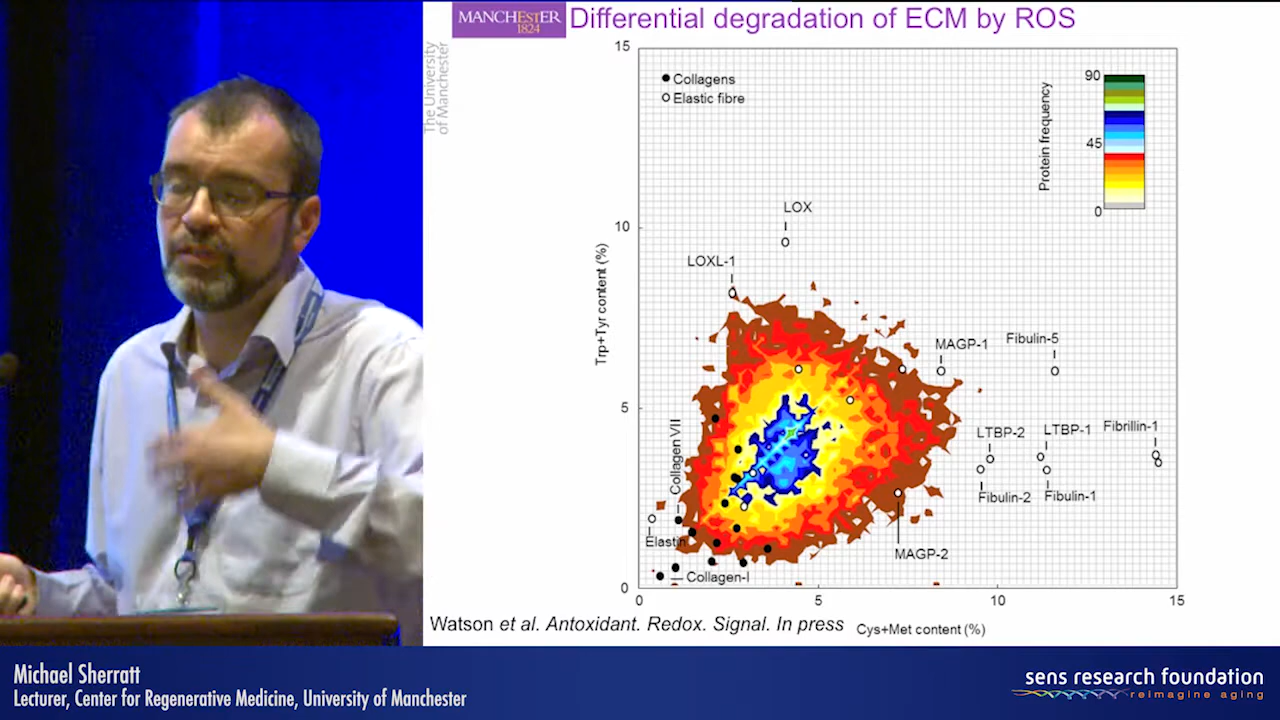 MANCHESTER
1824
The University
of Manchester
Differential degradation of ECM by ROS
15
10
5
0
Trp+Tyr content (%)
Collagens
Elastic fibre
Protein frequency
90
45
0
LOX
LOXL-1
MAGP-1
Fibulin-5
Collagen VII
LTBP-2
LTBP-1
Fibrillin-1
Fibulin-2
Fibulin-1
Elastin
MAGP-2
Collagen-I
0
5
10
15
Cys+Met content (%)
Watson et al. Antioxidant. Redox. Signal. In press
Michael Sherratt
Lecturer, Center for Regenerative Medicine, University of Manchester
sens research foundation
reimagine aging